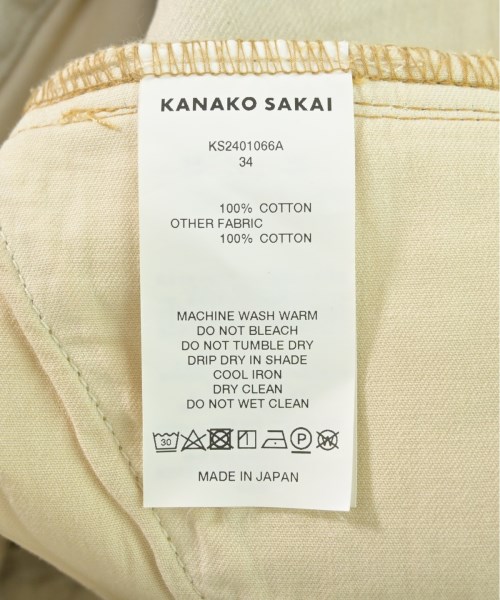 KANAKO SAKAI
KS2401066A
34
100% COTTON
OTHER FABRIC
100% COTTON
MACHINE WASH WARM
DO NOT BLEACH
DO NOT TUMBLE DRY
DRIP DRY IN SHADE
COOL IRON
DRY CLEAN
DO NOT WET CLEAN
30 P W
MADE IN JAPAN